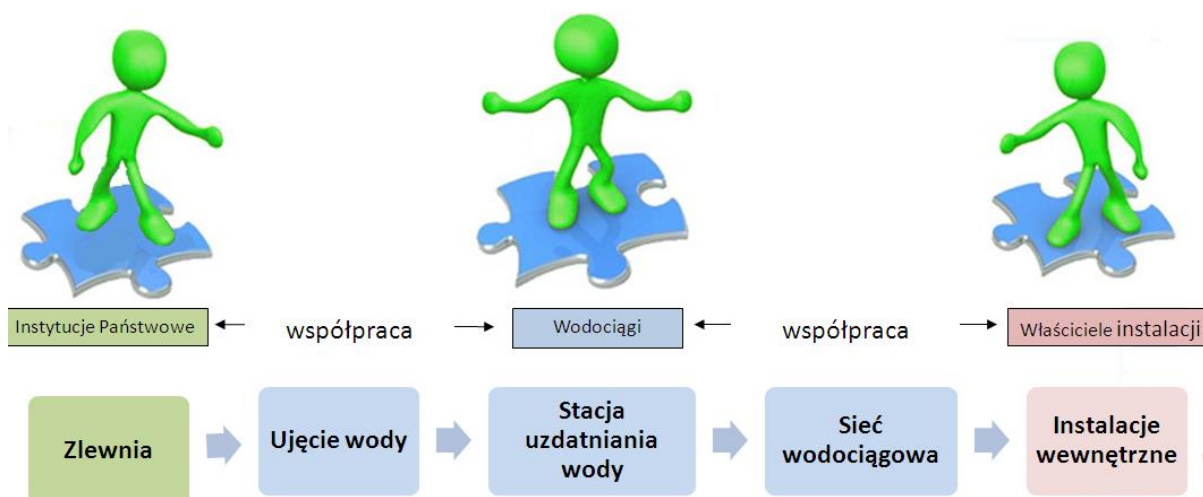 Instytucje Państwowe
współpraca
Wodociągi
współpraca
Właściciele instalacji
Zlewnia
Ujęcie wody
Stacja
uzdatniania
wody
Sieć
wodociągowa
Instalacje
wewnętrzne